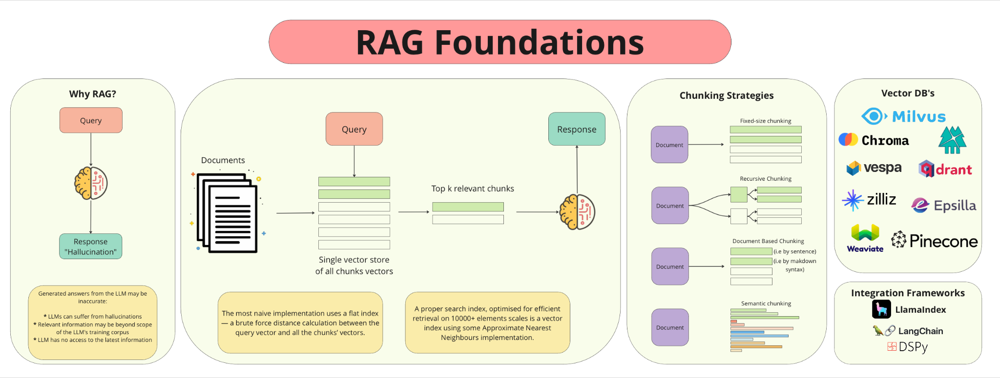 RAG Foundations
Why RAG?
Query
Response
"Hallucination"
Generated answers from the LLM may be
inaccurate:
* LLMs can suffer from hallucinations
* Relevant information may be beyond scope
of the LLM's training corpus
* LLM has no access to the latest information
Documents
Query
Single vector store
of all chunks vectors
Top k relevant chunks
Response
The most naive implementation uses a flat index
— a brute force distance calculation between the
query vector and all the chunks’ vectors.
A proper search index, optimised for efficient
retrieval on 10000+ elements scales is a vector
index using some Approximate Nearest
Neighbours implementation.
Chunking Strategies
Document
Fixed-size chunking
Document
Recursive Chunking
Document
Document Based Chunking
(i.e by sentence)
(i.e by makdown
syntax)
Document
Semantic chunking
Vector DB's
Milvus
Chroma
vespa
qdrant
zilliz
Epsilla
Weaviate
Pinecone
Integration Frameworks
LlamaIndex
LangChain
DSPy